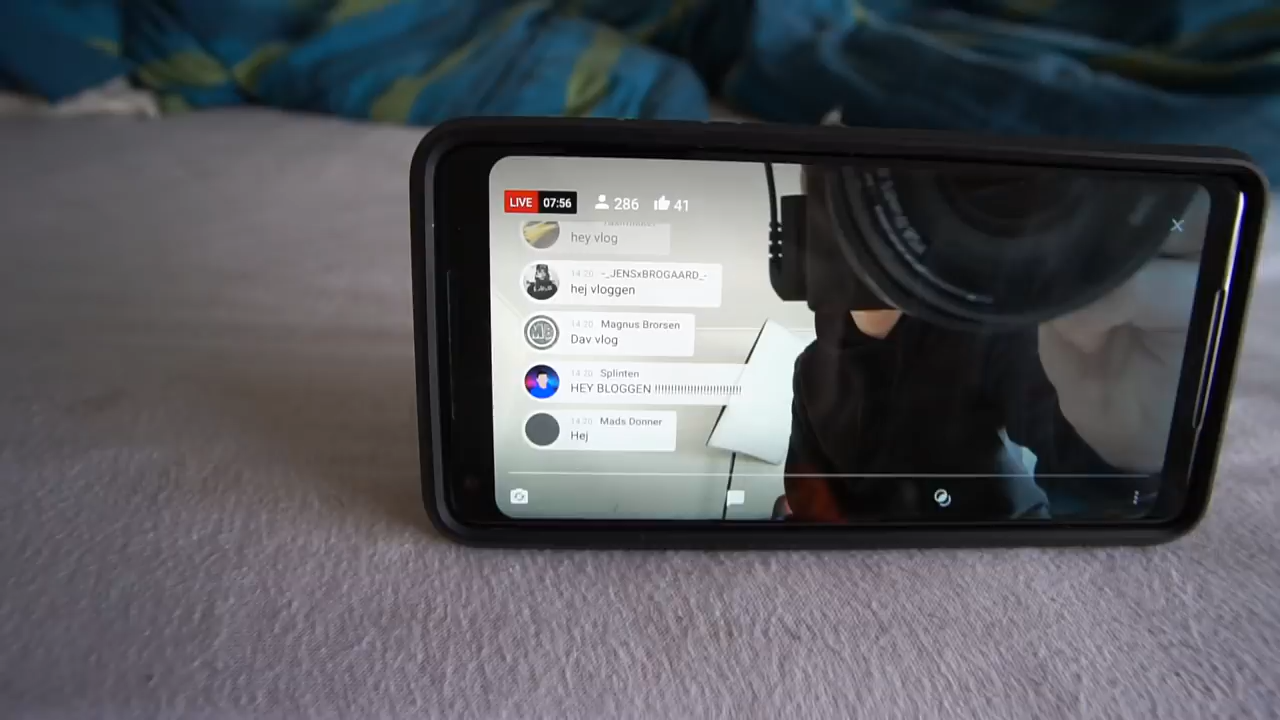 LIVE 07:56 286 41
hey vlog
14:20 -_JENSxBROGAARD_-
hej vloggen
14:20 Magnus Brorsen
Dav vlog
14:20 Splinten
HEY BLOGGEN !!!!!!!!!!!!!!!!!!!!!!!!!!!
14:20 Mads Donner
Hej